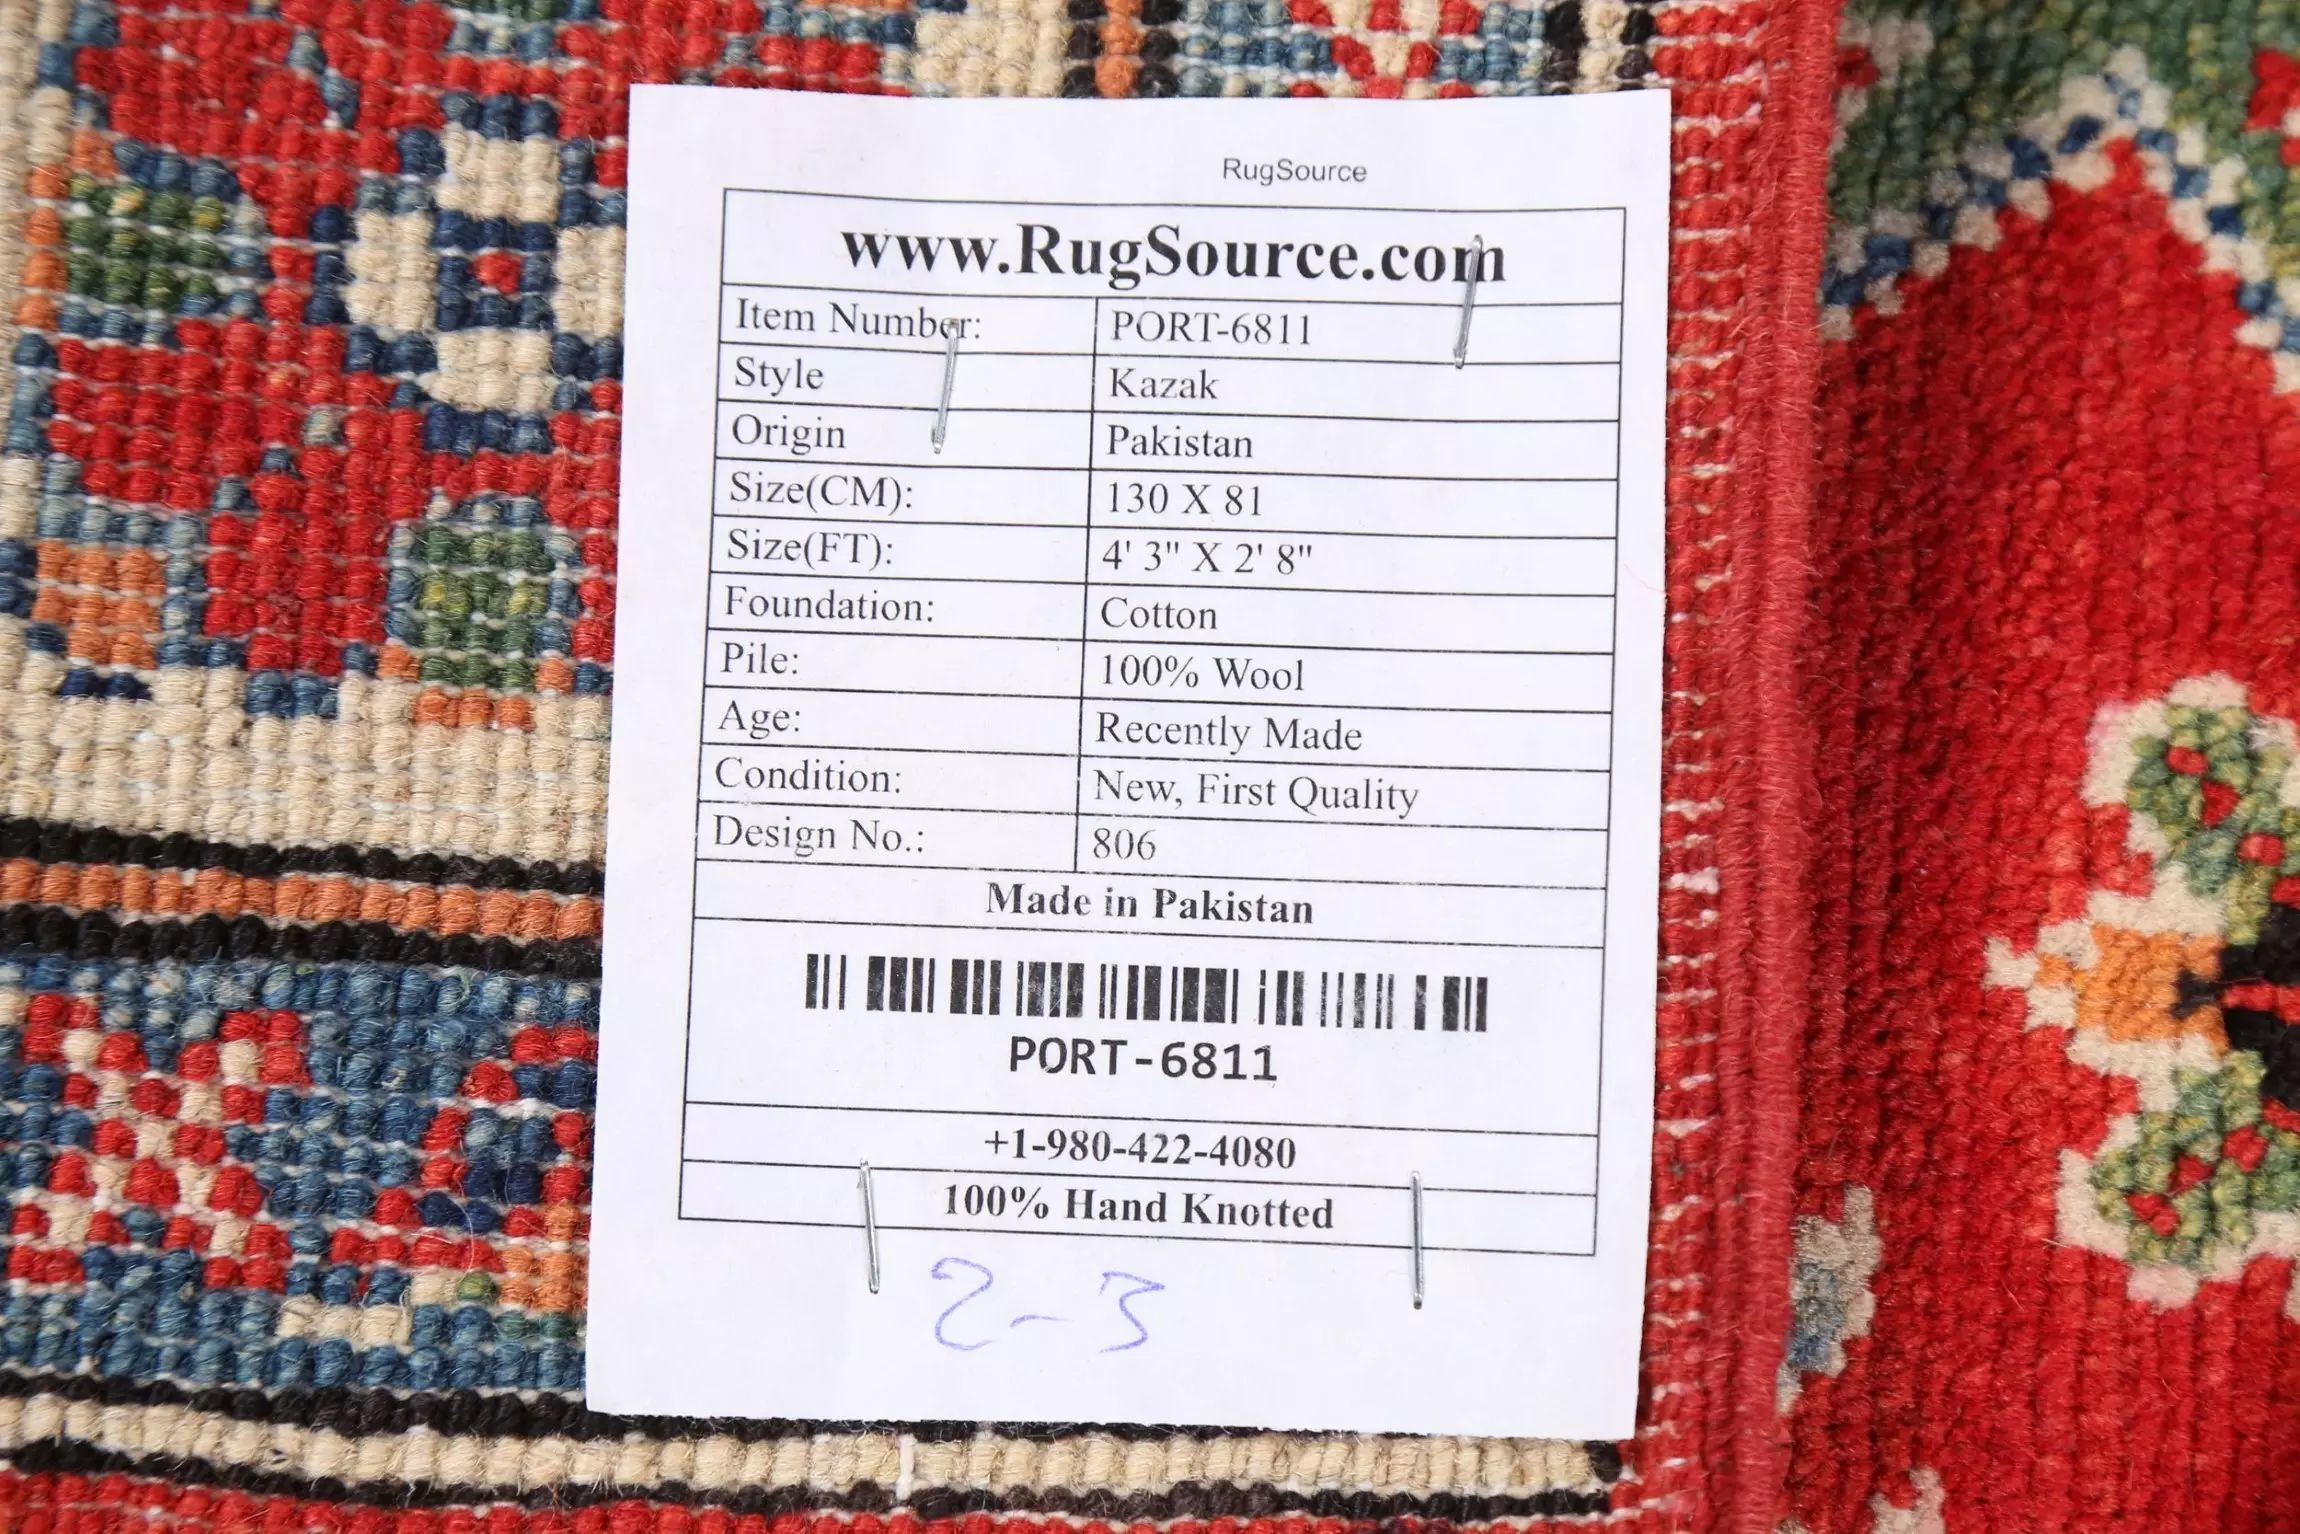 RugSource
www.RugSource.com
Item Number: PORT-6811
Style Kazak
Origin Pakistan
Size(CM): 130 X 81
Size(FT): 4' 3" X 2' 8"
Foundation: Cotton
Pile: 100% Wool
Age: Recently Made
Condition: New, First Quality
Design No.: 806
Made in Pakistan
PORT-6811
+1-980-422-4080
100% Hand Knotted
2-3